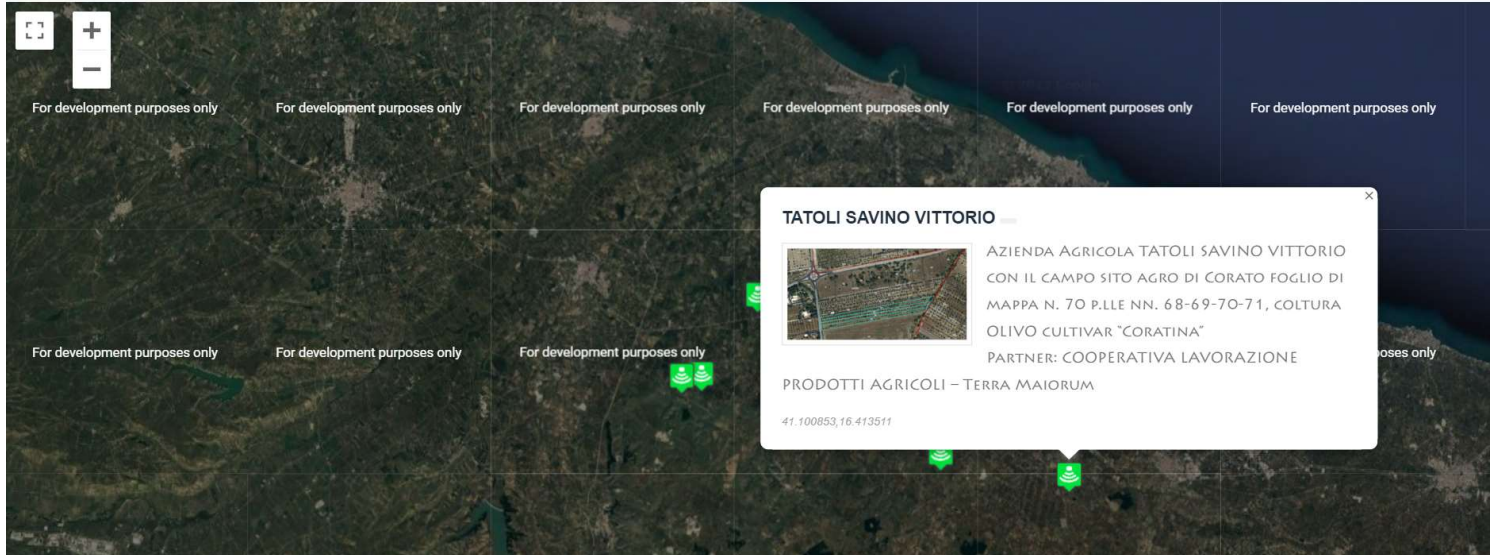 +
−
For development purposes only For development purposes only For development purposes only For development purposes only For development purposes only For development purposes only
×
TATOLI SAVINO VITTORIO
Azienda Agricola TATOLI SAVINO VITTORIO
con il campo sito agro di Corato foglio di
mappa n. 70 p.lle nn. 68-69-70-71, coltura
OLIVO cultivar "Coratina"
Partner: COOPERATIVA LAVORAZIONE
PRODOTTI AGRICOLI – Terra Maiorum
41.100853,16.413511
For development purposes only For development purposes only For development purposes only oses only